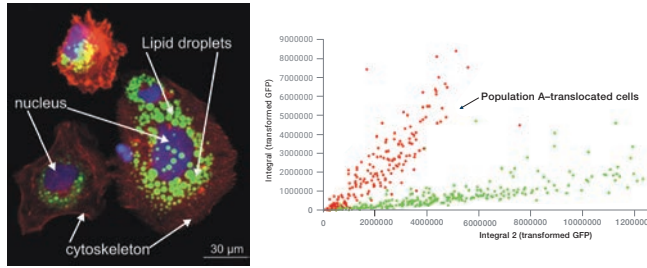 Lipid droplets
nucleus
cytoskeleton
30 µm
9000000
8000000
7000000
6000000
5000000
4000000
3000000
2000000
1000000
0
Integral (transformed GFP)
Population A–translocated cells
0
2000000
4000000
6000000
8000000
10000000
1200000
Integral 2 (transformed GFP)